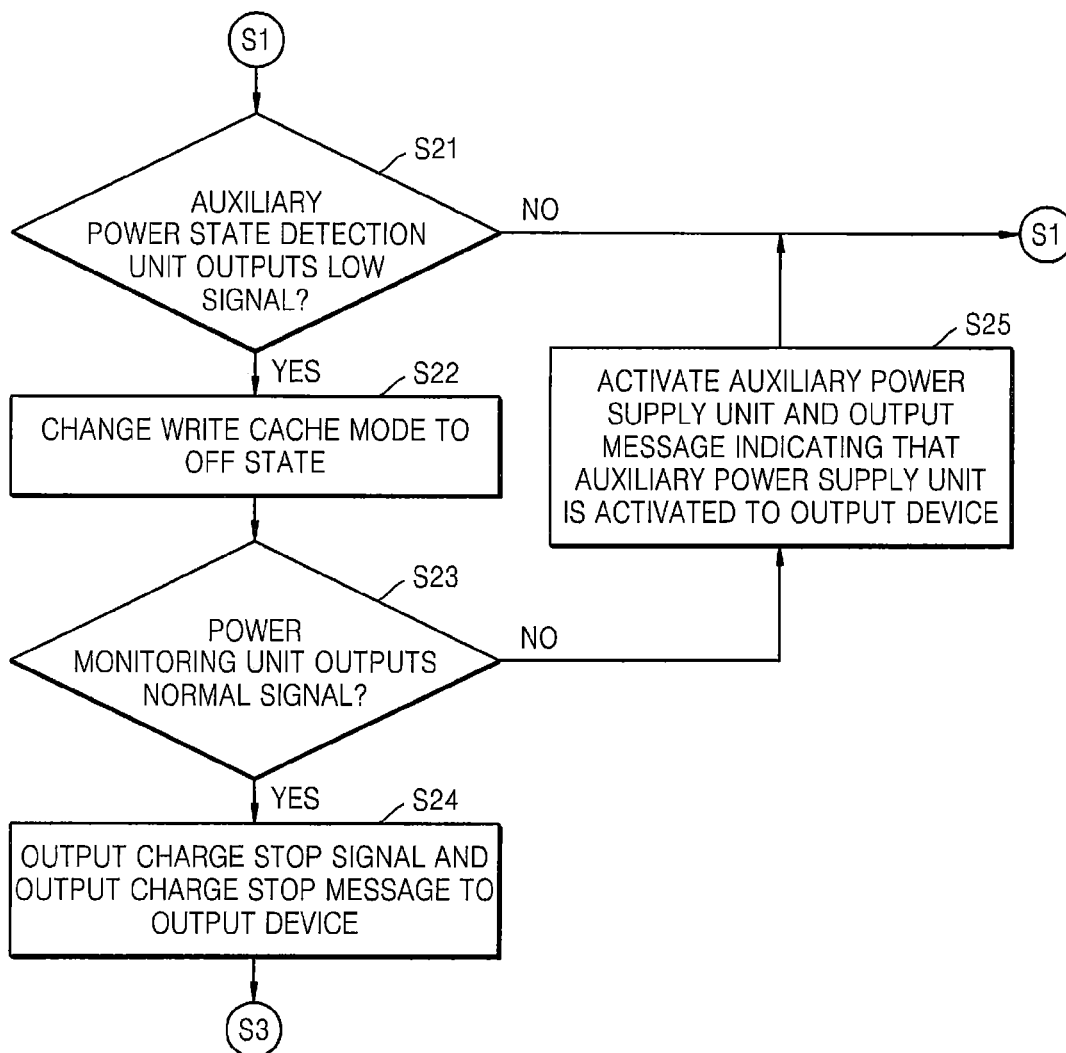 S1
S21
AUXILIARY
POWER STATE DETECTION
UNIT OUTPUTS LOW
SIGNAL?
NO
S1
YES
S22
CHANGE WRITE CACHE MODE TO
OFF STATE
S25
ACTIVATE AUXILIARY POWER
SUPPLY UNIT AND OUTPUT
MESSAGE INDICATING THAT
AUXILIARY POWER SUPPLY UNIT
IS ACTIVATED TO OUTPUT DEVICE
S23
POWER
MONITORING UNIT OUTPUTS
NORMAL SIGNAL?
NO
YES
S24
OUTPUT CHARGE STOP SIGNAL AND
OUTPUT CHARGE STOP MESSAGE TO
OUTPUT DEVICE
S3